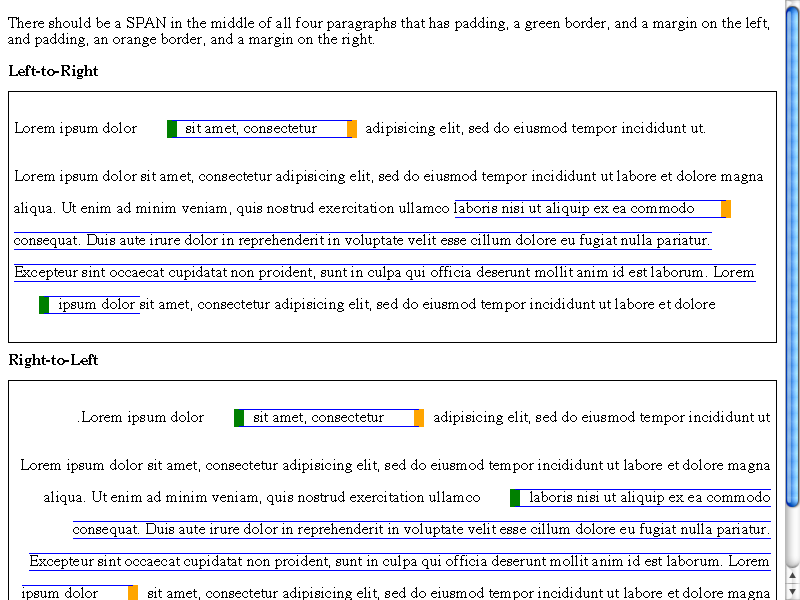 There should be a SPAN in the middle of all four paragraphs that has padding, a green border, and a margin on the left,
and padding, an orange border, and a margin on the right.
Left-to-Right
Lorem ipsum dolor sit amet, consectetur adipisicing elit, sed do eiusmod tempor incididunt ut.
Lorem ipsum dolor sit amet, consectetur adipisicing elit, sed do eiusmod tempor incididunt ut labore et dolore magna
aliqua. Ut enim ad minim veniam, quis nostrud exercitation ullamco laboris nisi ut aliquip ex ea commodo
consequat. Duis aute irure dolor in reprehenderit in voluptate velit esse cillum dolore eu fugiat nulla pariatur.
Excepteur sint occaecat cupidatat non proident, sunt in culpa qui officia deserunt mollit anim id est laborum. Lorem
ipsum dolor sit amet, consectetur adipisicing elit, sed do eiusmod tempor incididunt ut labore et dolore
Right-to-Left
.Lorem ipsum dolor sit amet, consectetur adipisicing elit, sed do eiusmod tempor incididunt ut
Lorem ipsum dolor sit amet, consectetur adipisicing elit, sed do eiusmod tempor incididunt ut labore et dolore magna
aliqua. Ut enim ad minim veniam, quis nostrud exercitation ullamco laboris nisi ut aliquip ex ea commodo
consequat. Duis aute irure dolor in reprehenderit in voluptate velit esse cillum dolore eu fugiat nulla pariatur.
Excepteur sint occaecat cupidatat non proident, sunt in culpa qui officia deserunt mollit anim id est laborum. Lorem
ipsum dolor sit amet, consectetur adipisicing elit, sed do eiusmod tempor incididunt ut labore et dolore magna